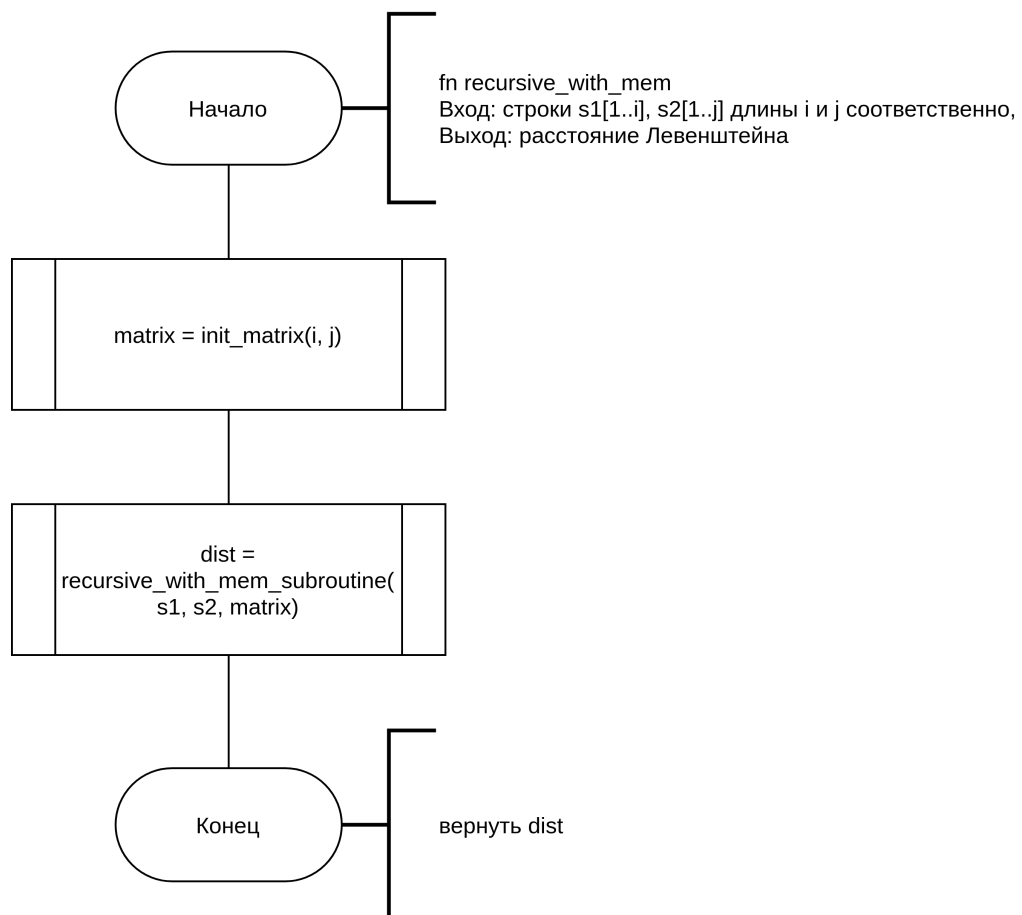 Начало
fn recursive_with_mem
Вход: строки s1[1..i], s2[1..j] длины i и j соответственно,
Выход: расстояние Левенштейна
matrix = init_matrix(i, j)
dist =
recursive_with_mem_subroutine(
s1, s2, matrix)
Конец
вернуть dist